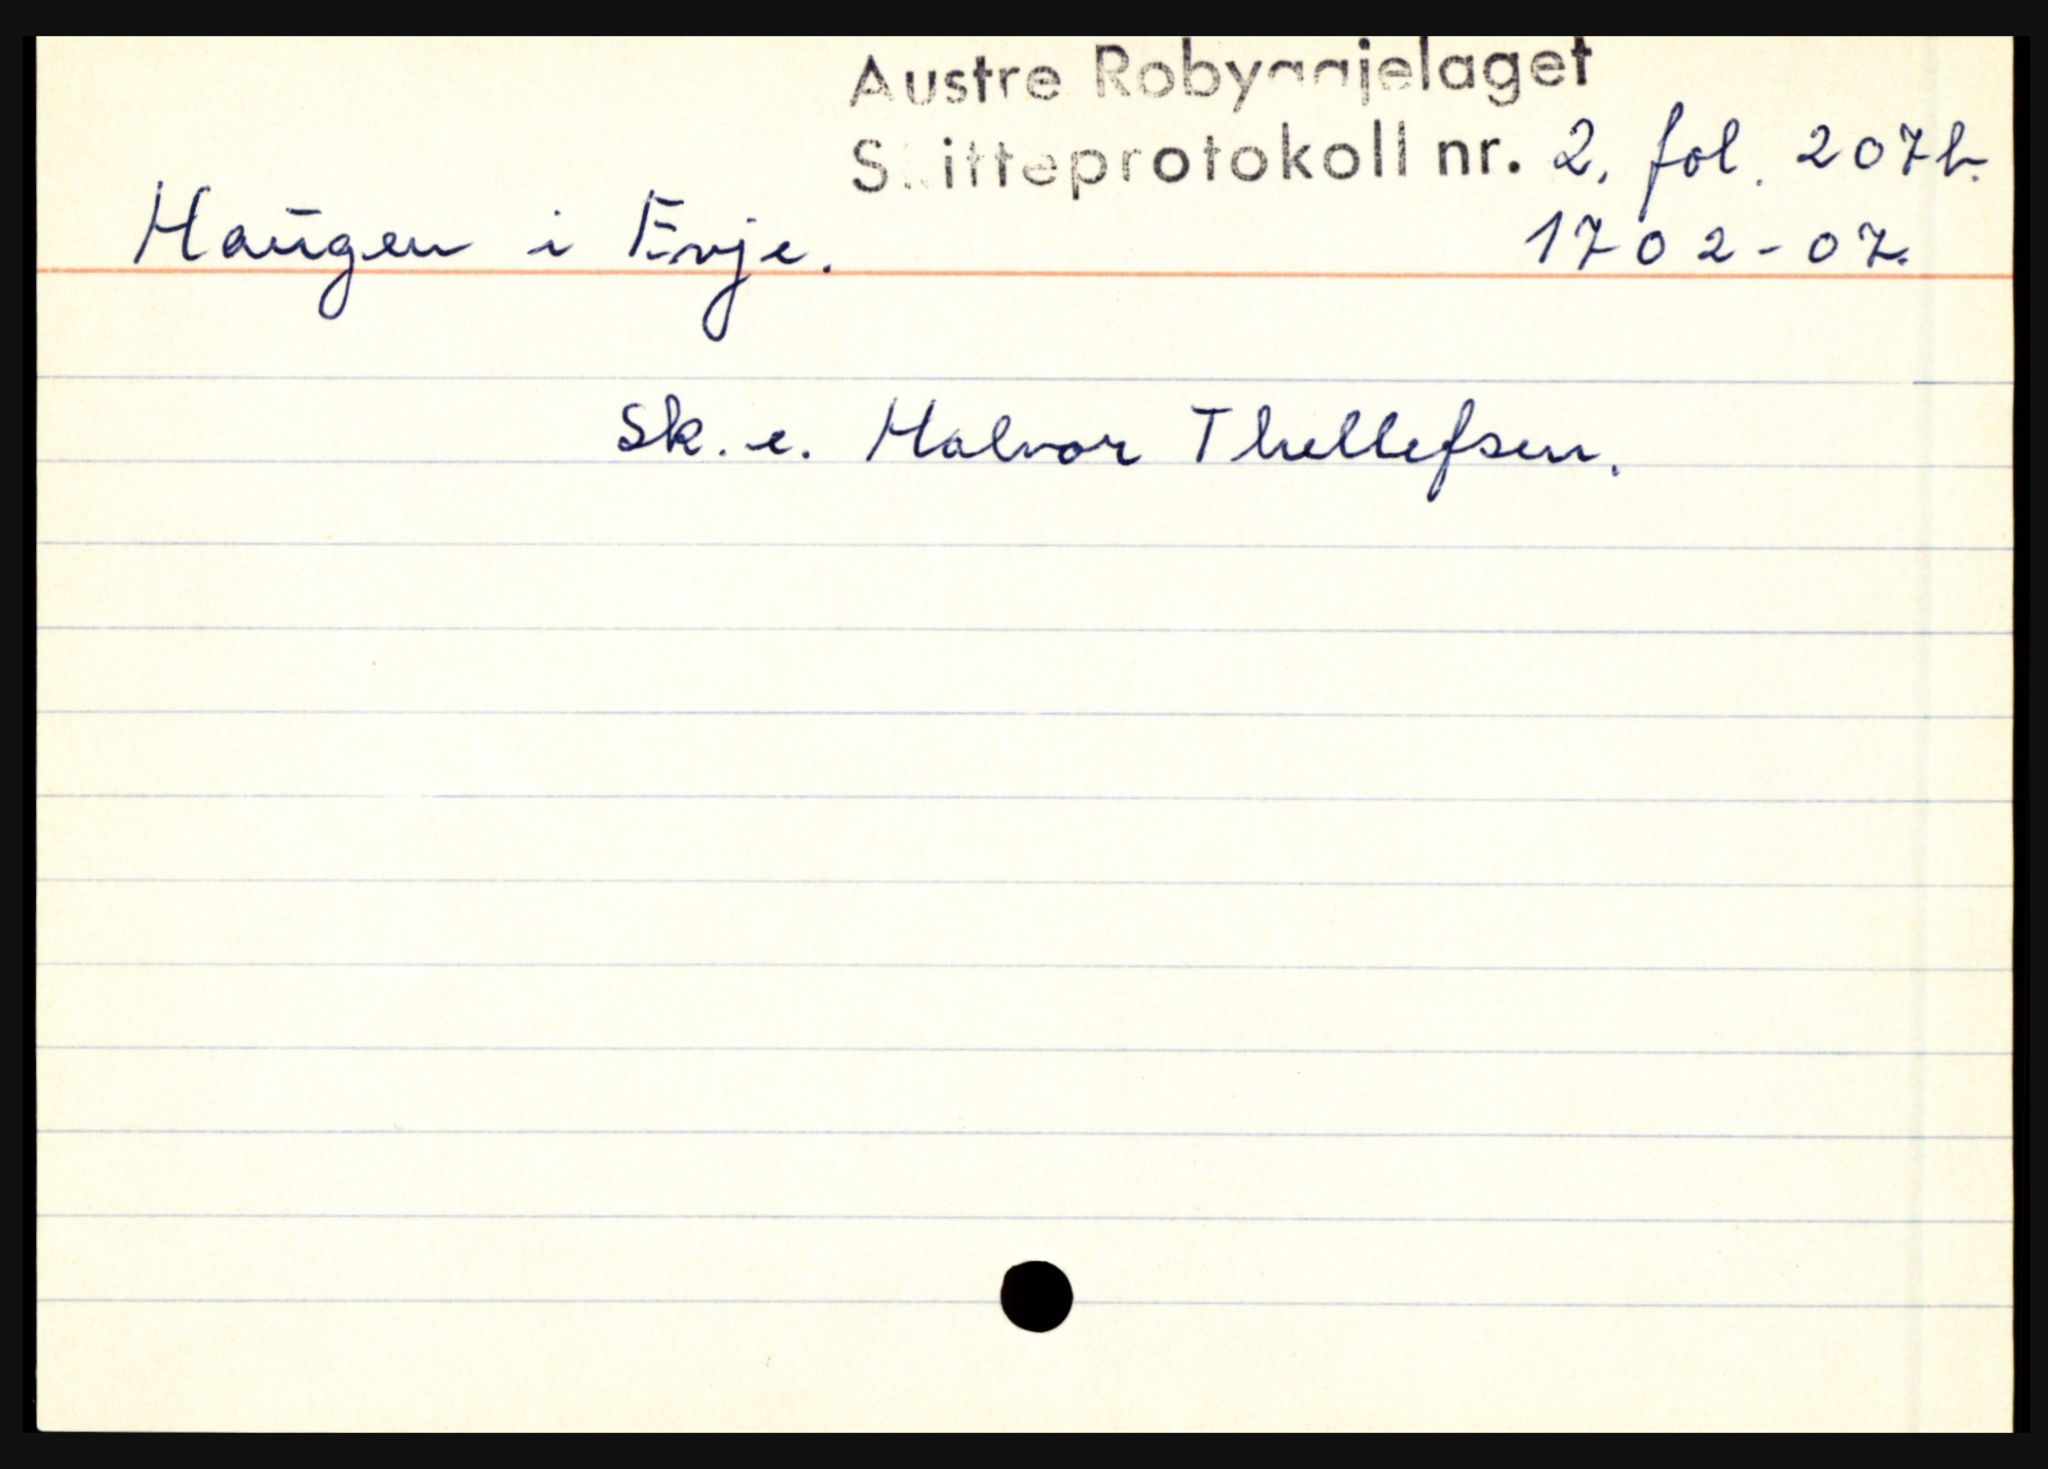 Austre Robyggjelaget
Skifteprotokoll nr. 2, fol. 207b.
Haugen i Evje. 1702-07.
Sk. e. Halvor Thellefsen.